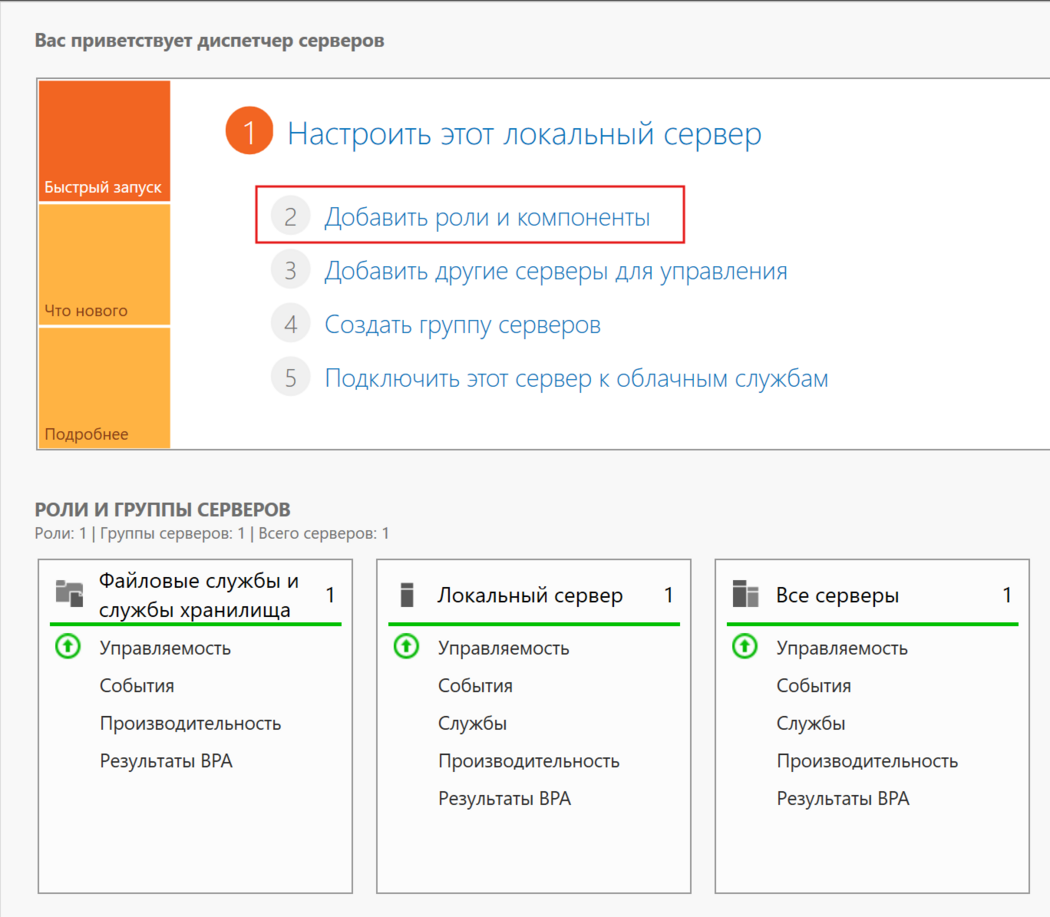 Вас приветствует диспетчер серверов
1 Настроить этот локальный сервер
Быстрый запуск
2 Добавить роли и компоненты
3 Добавить другие серверы для управления
Что нового
4 Создать группу серверов
5 Подключить этот сервер к облачным службам
Подробнее
РОЛИ И ГРУППЫ СЕРВЕРОВ
Роли: 1 | Группы серверов: 1 | Всего серверов: 1
Файловые службы и
службы хранилища 1
Управляемость
События
Производительность
Результаты BPA
Локальный сервер 1
Управляемость
События
Службы
Производительность
Результаты BPA
Все серверы 1
Управляемость
События
Службы
Производительность
Результаты BPA